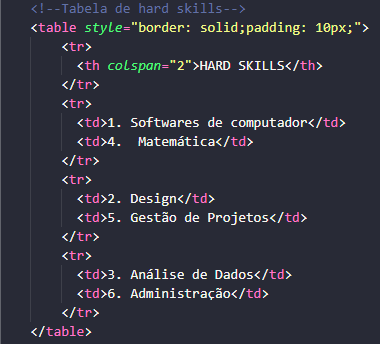 <!--Tabela de hard skills-->
<table style="border: solid;padding: 10px;">
<tr>
<th colspan="2">HARD SKILLS</th>
</tr>
<tr>
<td>1. Softwares de computador</td>
<td>4.  Matemática</td>
</tr>
<tr>
<td>2. Design</td>
<td>5. Gestão de Projetos</td>
</tr>
<tr>
<td>3. Análise de Dados</td>
<td>6. Administração</td>
</tr>
</table>